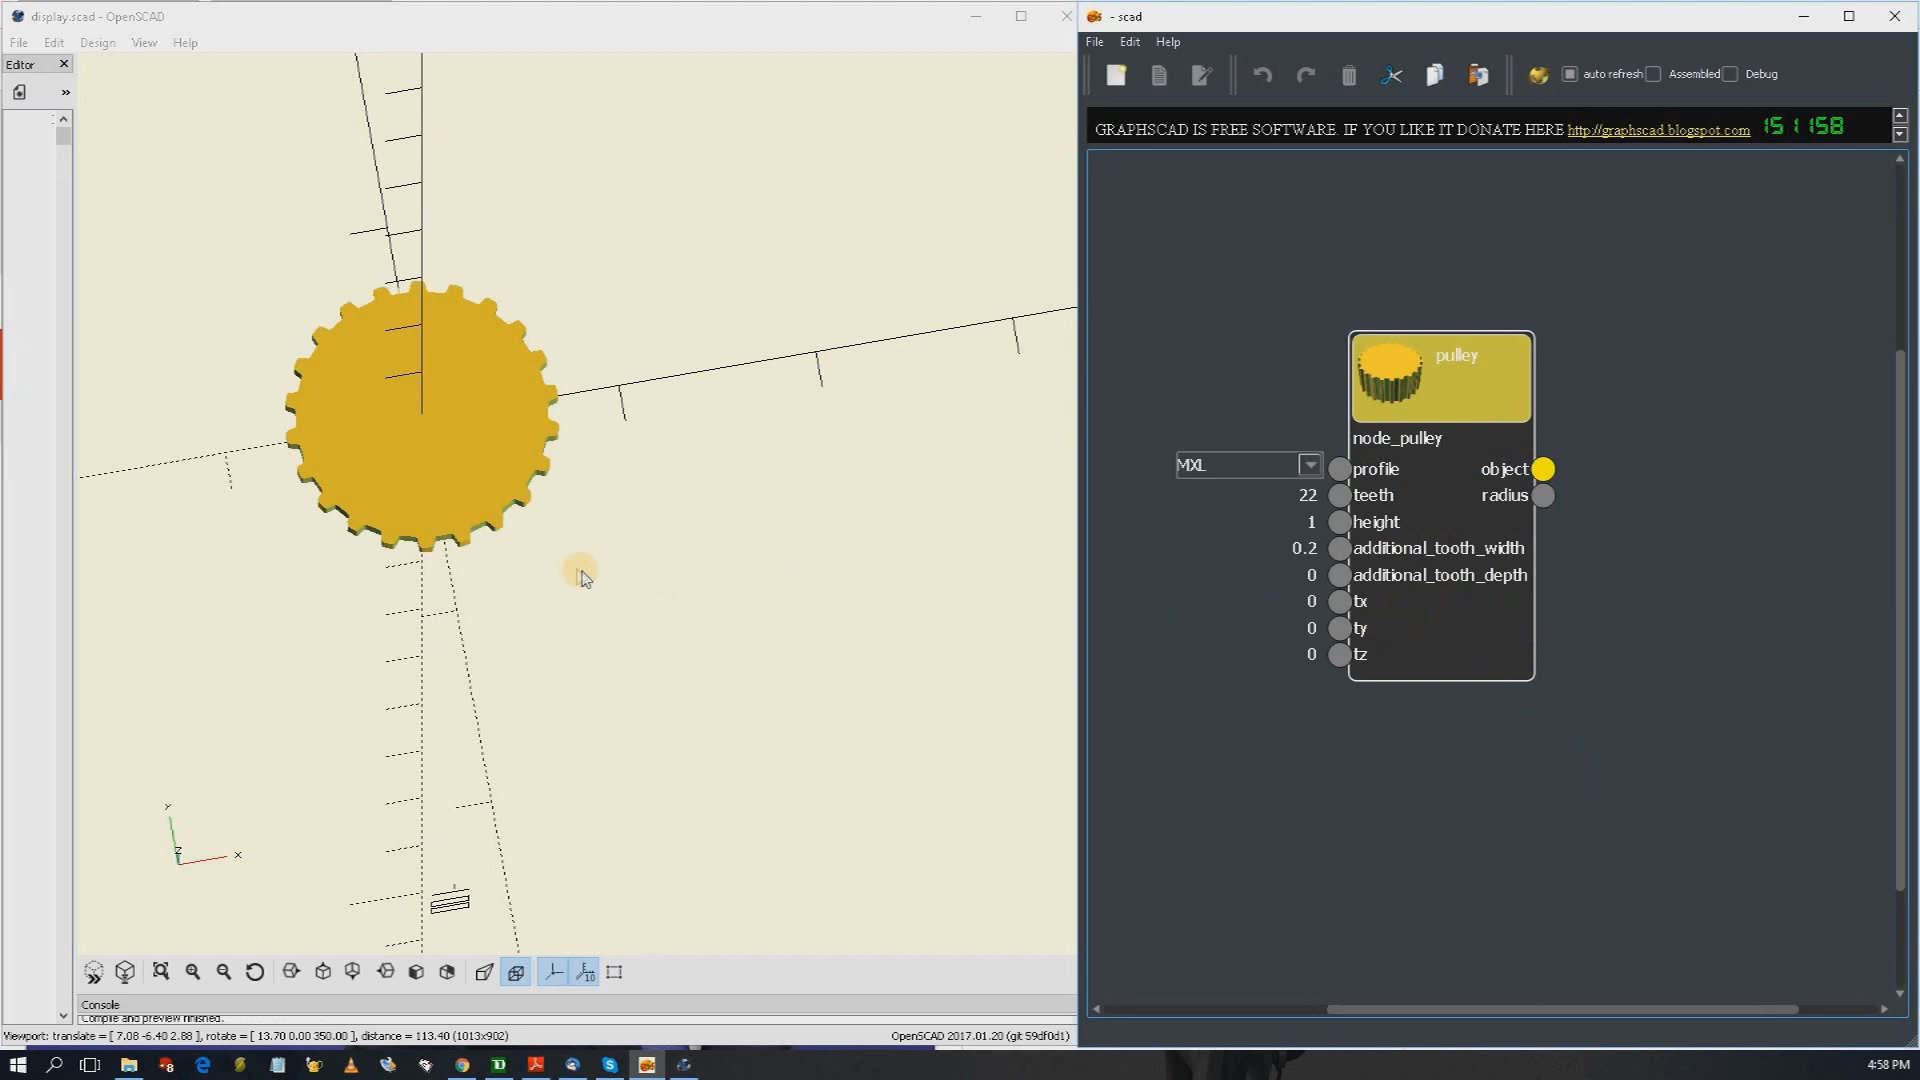 display.scad - OpenSCAD
File Edit Design View Help
Editor
Y
Z
X
10
Console
Compile and preview finished.
Viewport: translate = [ 7.08 -6.40 2.88 ], rotate = [ 13.70 0.00 350.00 ], distance = 113.40 (1013x902)
OpenSCAD 2017.01.20 (git 59df0d1)
- scad
File Edit Help
auto refresh Assembled Debug
GRAPHSCAD IS FREE SOFTWARE. IF YOU LIKE IT DONATE HERE http://graphscad.blogspot.com
pulley
node_pulley
MXL profile object
22 teeth radius
1 height
0.2 additional_tooth_width
0 additional_tooth_depth
0 tx
0 ty
0 tz
4:58 PM